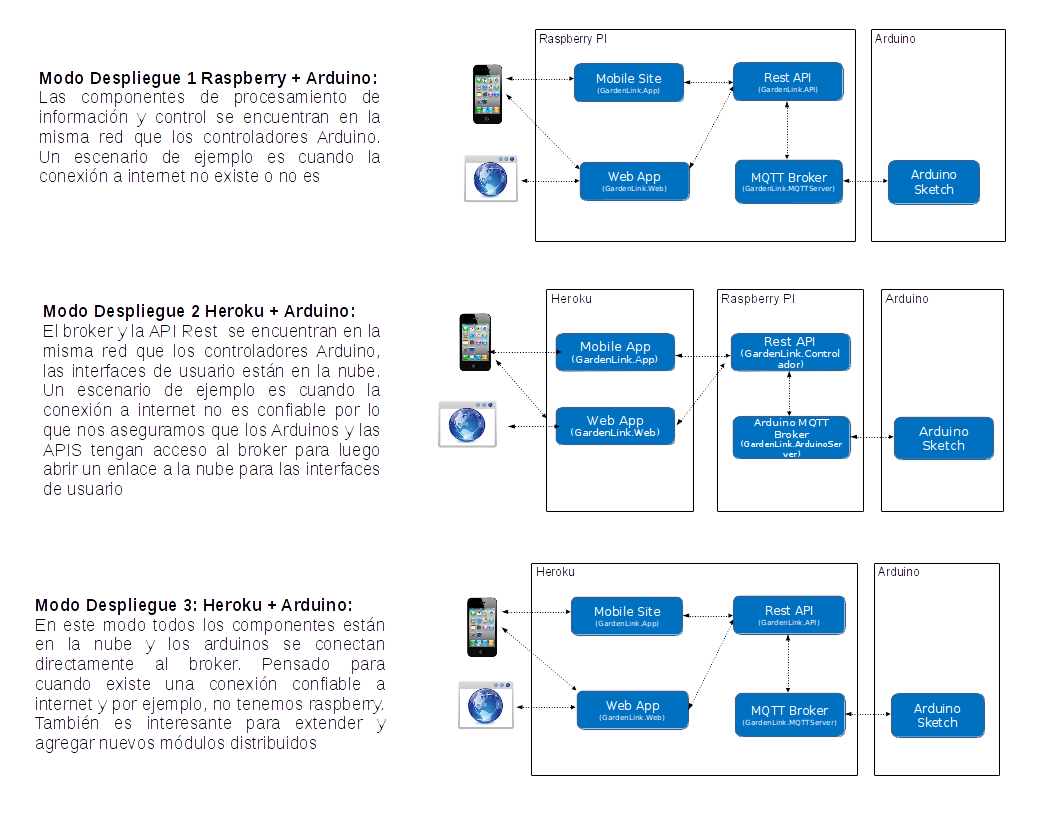 Modo Despliegue 1 Raspberry + Arduino:
Las componentes de procesamiento de
información y control se encuentran en la
misma red que los controladores Arduino.
Un escenario de ejemplo es cuando la
conexión a internet no existe o no es
Raspberry PI
Mobile Site
(GardenLink.App)
Rest API
(GardenLink.API)
Web App
(GardenLink.Web)
MQTT Broker
(GardenLink.MQTTServer)
Arduino
Arduino
Sketch
Modo Despliegue 2 Heroku + Arduino:
El broker y la API Rest se encuentran en la
misma red que los controladores Arduino,
las interfaces de usuario están en la nube.
Un escenario de ejemplo es cuando la
conexión a internet no es confiable por lo
que nos aseguramos que los Arduinos y las
APIS tengan acceso al broker para luego
abrir un enlace a la nube para las interfaces
de usuario
Heroku
Mobile App
(GardenLink.App)
Web App
(GardenLink.Web)
Raspberry PI
Rest API
(GardenLink.Control
ador)
Arduino MQTT
Broker
(GardenLink.ArduinoSer
ver)
Arduino
Arduino
Sketch
Modo Despliegue 3: Heroku + Arduino:
En este modo todos los componentes están
en la nube y los arduinos se conectan
directamente al broker. Pensado para
cuando existe una conexión confiable a
internet y por ejemplo, no tenemos raspberry.
También es interesante para extender y
agregar nuevos módulos distribuidos
Heroku
Mobile Site
(GardenLink.App)
Rest API
(GardenLink.API)
Web App
(GardenLink.Web)
MQTT Broker
(GardenLink.MQTTServer)
Arduino
Arduino
Sketch